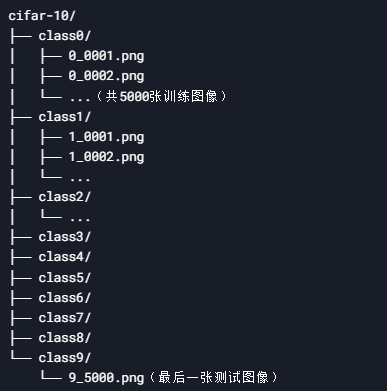 cifar-10/
├── class0/
│   ├── 0_0001.png
│   ├── 0_0002.png
│   └── ...（共5000张训练图像）
├── class1/
│   ├── 1_0001.png
│   ├── 1_0002.png
│   └── ...
├── class2/
│   └── ...
├── class3/
├── class4/
├── class5/
├── class6/
├── class7/
├── class8/
└── class9/
    └── 9_5000.png（最后一张测试图像）